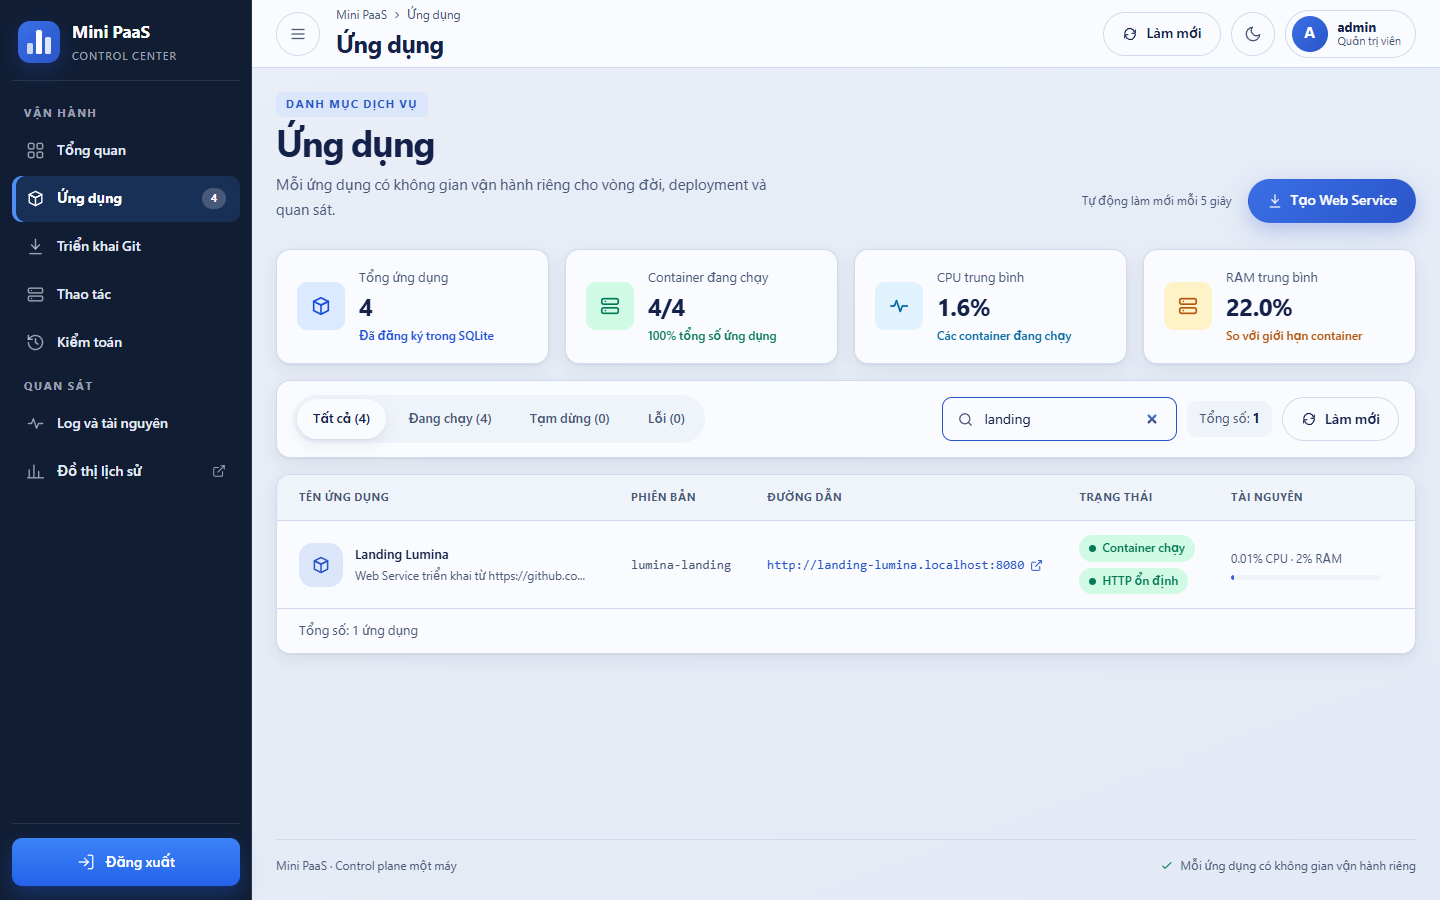 Mini PaaS
CONTROL CENTER
VẬN HÀNH
Tổng quan
Ứng dụng
4
Triển khai Git
Thao tác
Kiểm toán
QUAN SÁT
Log và tài nguyên
Đồ thị lịch sử
Đăng xuất
Mini PaaS › Ứng dụng
Ứng dụng
Làm mới
A
admin
Quản trị viên
DANH MỤC DỊCH VỤ
Ứng dụng
Mỗi ứng dụng có không gian vận hành riêng cho vòng đời, deployment và
quan sát.
Tự động làm mới mỗi 5 giây
Tạo Web Service
Tổng ứng dụng
4
Đã đăng ký trong SQLite
Container đang chạy
4/4
100% tổng số ứng dụng
CPU trung bình
1.6%
Các container đang chạy
RAM trung bình
22.0%
So với giới hạn container
Tất cả (4)
Đang chạy (4)
Tạm dừng (0)
Lỗi (0)
landing
Tổng số: 1
Làm mới
TÊN ỨNG DỤNG
PHIÊN BẢN
ĐƯỜNG DẪN
TRẠNG THÁI
TÀI NGUYÊN
Landing Lumina
Web Service triển khai từ https://github.co...
lumina-landing
http://landing-lumina.localhost:8080
Container chạy
HTTP ổn định
0.01% CPU · 2% RAM
Tổng số: 1 ứng dụng
Mini PaaS · Control plane một máy
Mỗi ứng dụng có không gian vận hành riêng